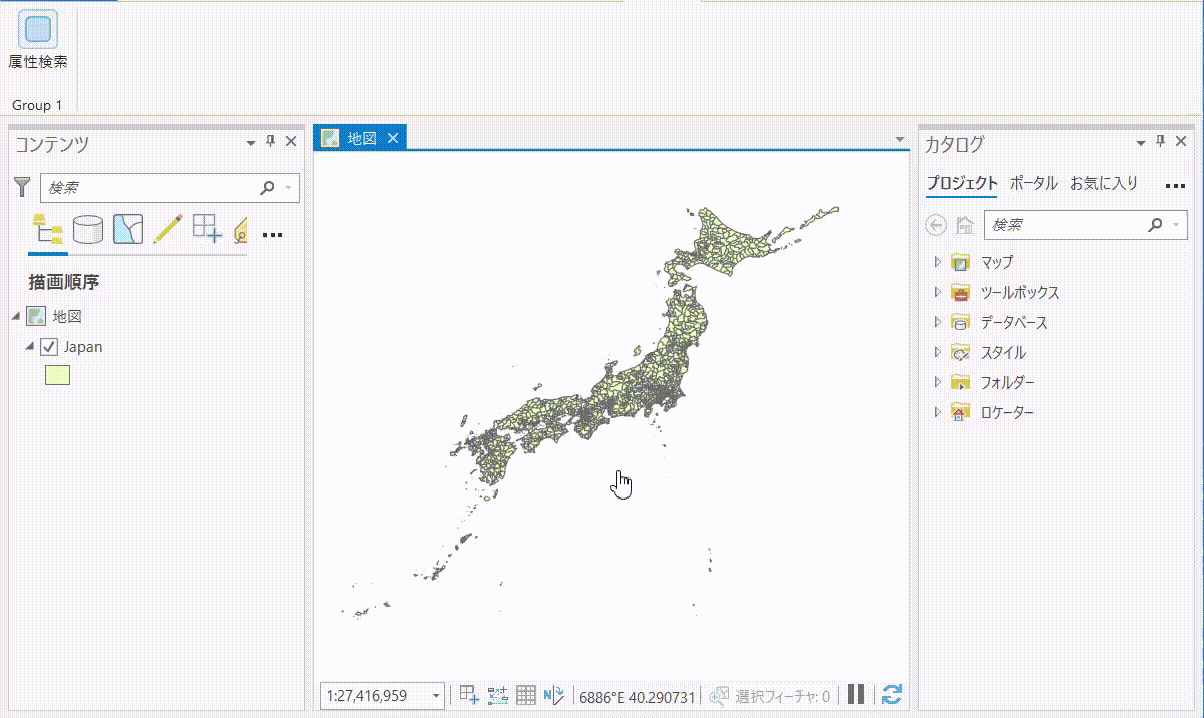 属性検索
Group 1
コンテンツ
検索
描画順序
地図
Japan
地図
1:27,416,959
6886°E 40.290731
選択フィーチャ: 0
カタログ
プロジェクト ポータル お気に入り
検索
マップ
ツールボックス
データベース
スタイル
フォルダー
ロケーター